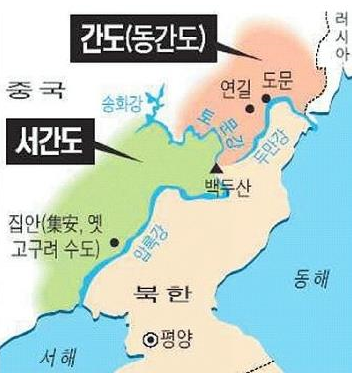 간도(동간도)
러시아
중국
송화강
연길
도문
서간도
토문강
두만강
백두산
집안(集安, 옛
고구려 수도)
압록강
동해
북한
평양
서해